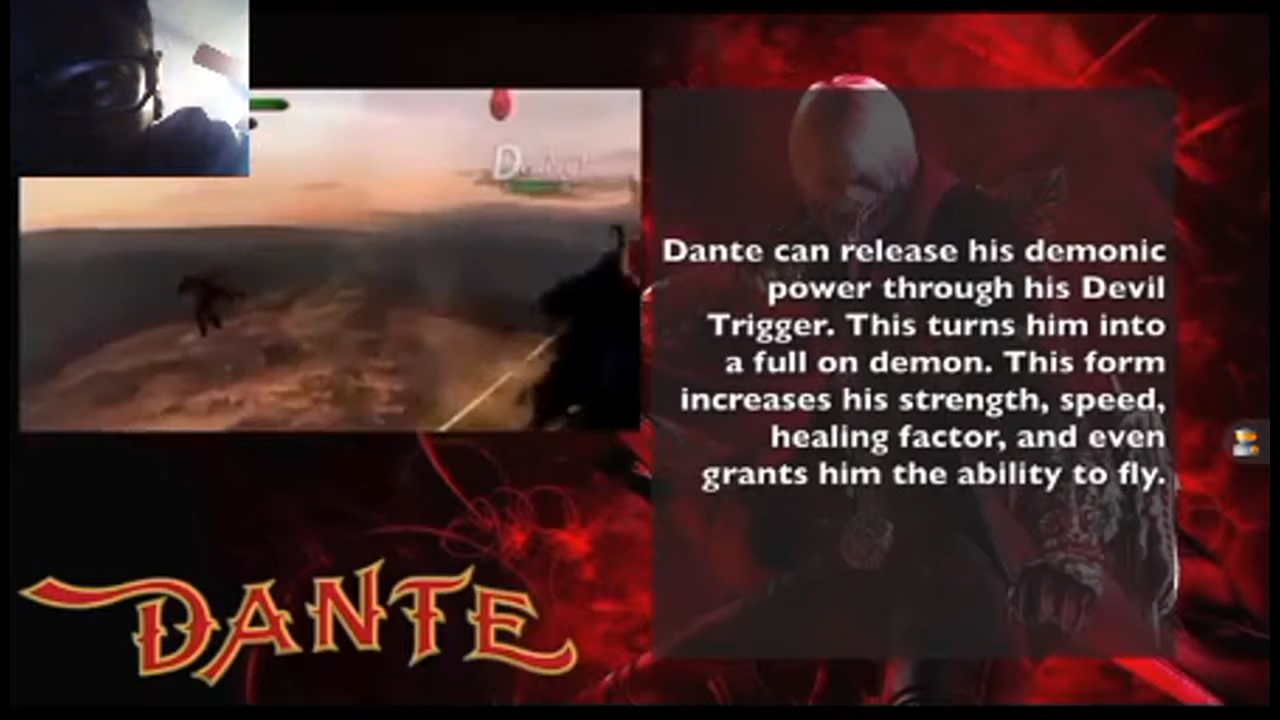 Dante can release his demonic
power through his Devil
Trigger. This turns him into
a full on demon. This form
increases his strength, speed,
healing factor, and even
grants him the ability to fly.
DANTE